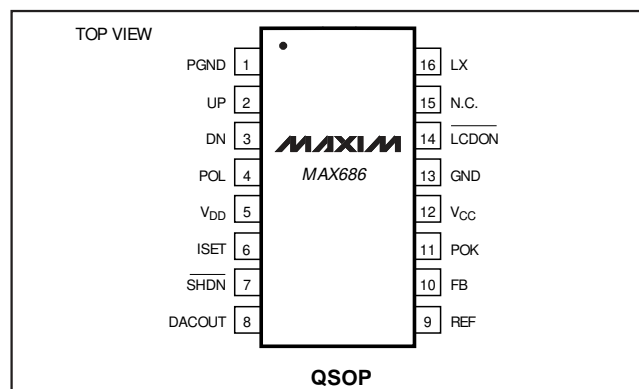 TOP VIEW
PGND 1
16 LX
UP 2
15 N.C.
DN 3
14 LCDON
POL 4
13 GND
VDD 5
12 VCC
ISET 6
11 POK
SHDN 7
10 FB
DACOUT 8
9 REF
MAXIM
MAX686
QSOP